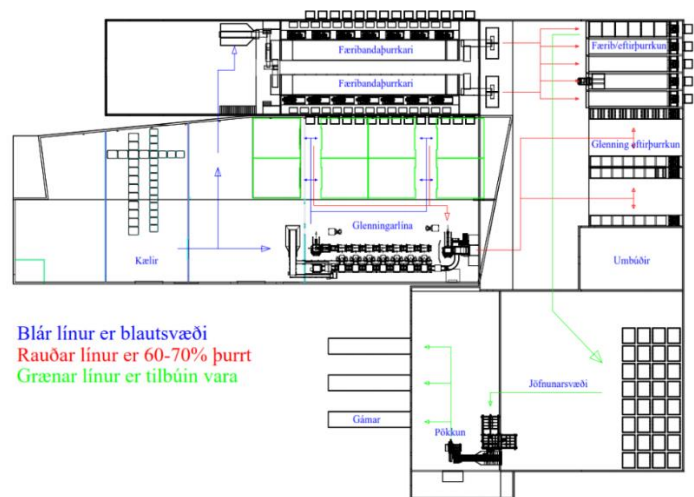 Færibandaþurrkari
Færib/eftirþurrkun
Færibandaþurrkari
Glenning eftirþurrkun
Glenningarlína
Kælir
Umbúðir
Blár línur er blautsvæði
Rauðar línur er 60-70% þurrt
Grænar línur er tilbúin vara
Jöfnunarsvæði
Gámar
Pökkun